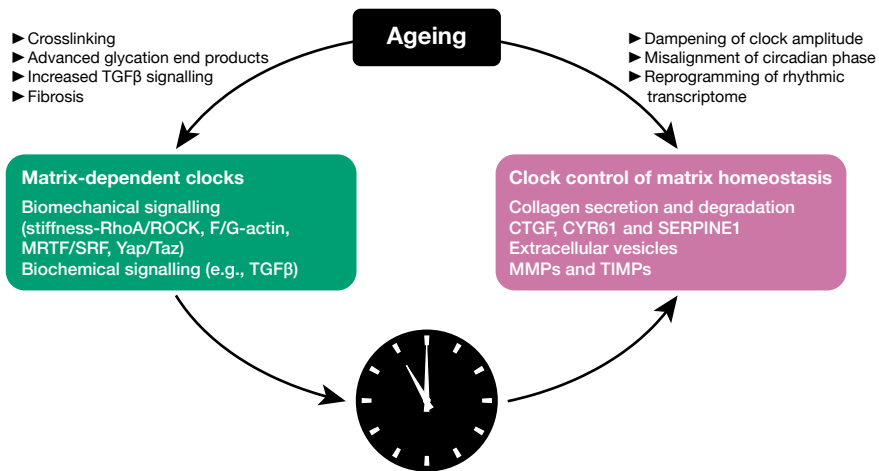 Ageing
► Crosslinking
► Advanced glycation end products
► Increased TGFβ signalling
► Fibrosis
► Dampening of clock amplitude
► Misalignment of circadian phase
► Reprogramming of rhythmic
transcriptome
Matrix-dependent clocks
Biomechanical signalling
(stiffness-RhoA/ROCK, F/G-actin,
MRTF/SRF, Yap/Taz)
Biochemical signalling (e.g., TGFβ)
Clock control of matrix homeostasis
Collagen secretion and degradation
CTGF, CYR61 and SERPINE1
Extracellular vesicles
MMPs and TIMPs